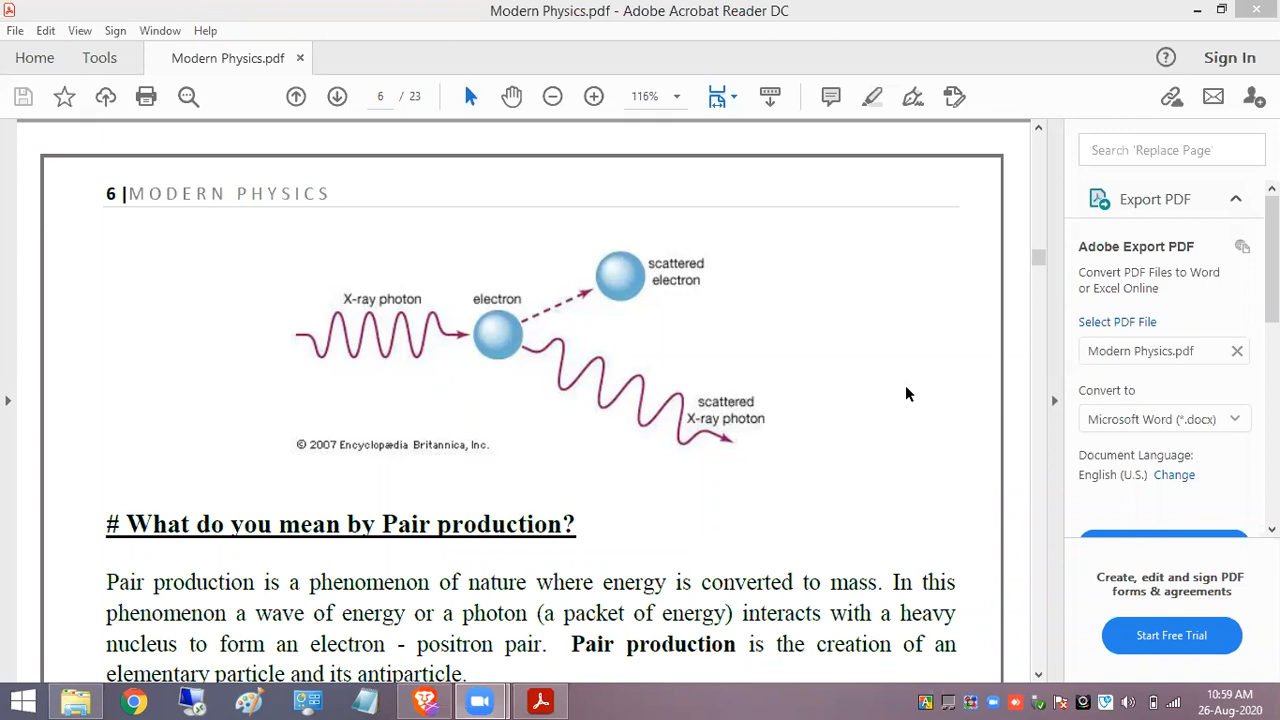 Modern Physics.pdf - Adobe Acrobat Reader DC
File Edit View Sign Window Help
Home Tools Modern Physics.pdf × Sign In
6 / 23 116%
Search 'Replace Page'
6 |MODERN PHYSICS
Export PDF
Adobe Export PDF
Convert PDF Files to Word
or Excel Online
Select PDF File
Modern Physics.pdf
Convert to
Microsoft Word (*.docx)
Document Language:
English (U.S.) Change
Create, edit and sign PDF
forms & agreements
Start Free Trial
scattered
electron
X-ray photon
electron
scattered
X-ray photon
© 2007 Encyclopædia Britannica, Inc.
# What do you mean by Pair production?
Pair production is a phenomenon of nature where energy is converted to mass. In this
phenomenon a wave of energy or a photon (a packet of energy) interacts with a heavy
nucleus to form an electron - positron pair. Pair production is the creation of an
elementary particle and its antiparticle.
10:59 AM
26-Aug-2020